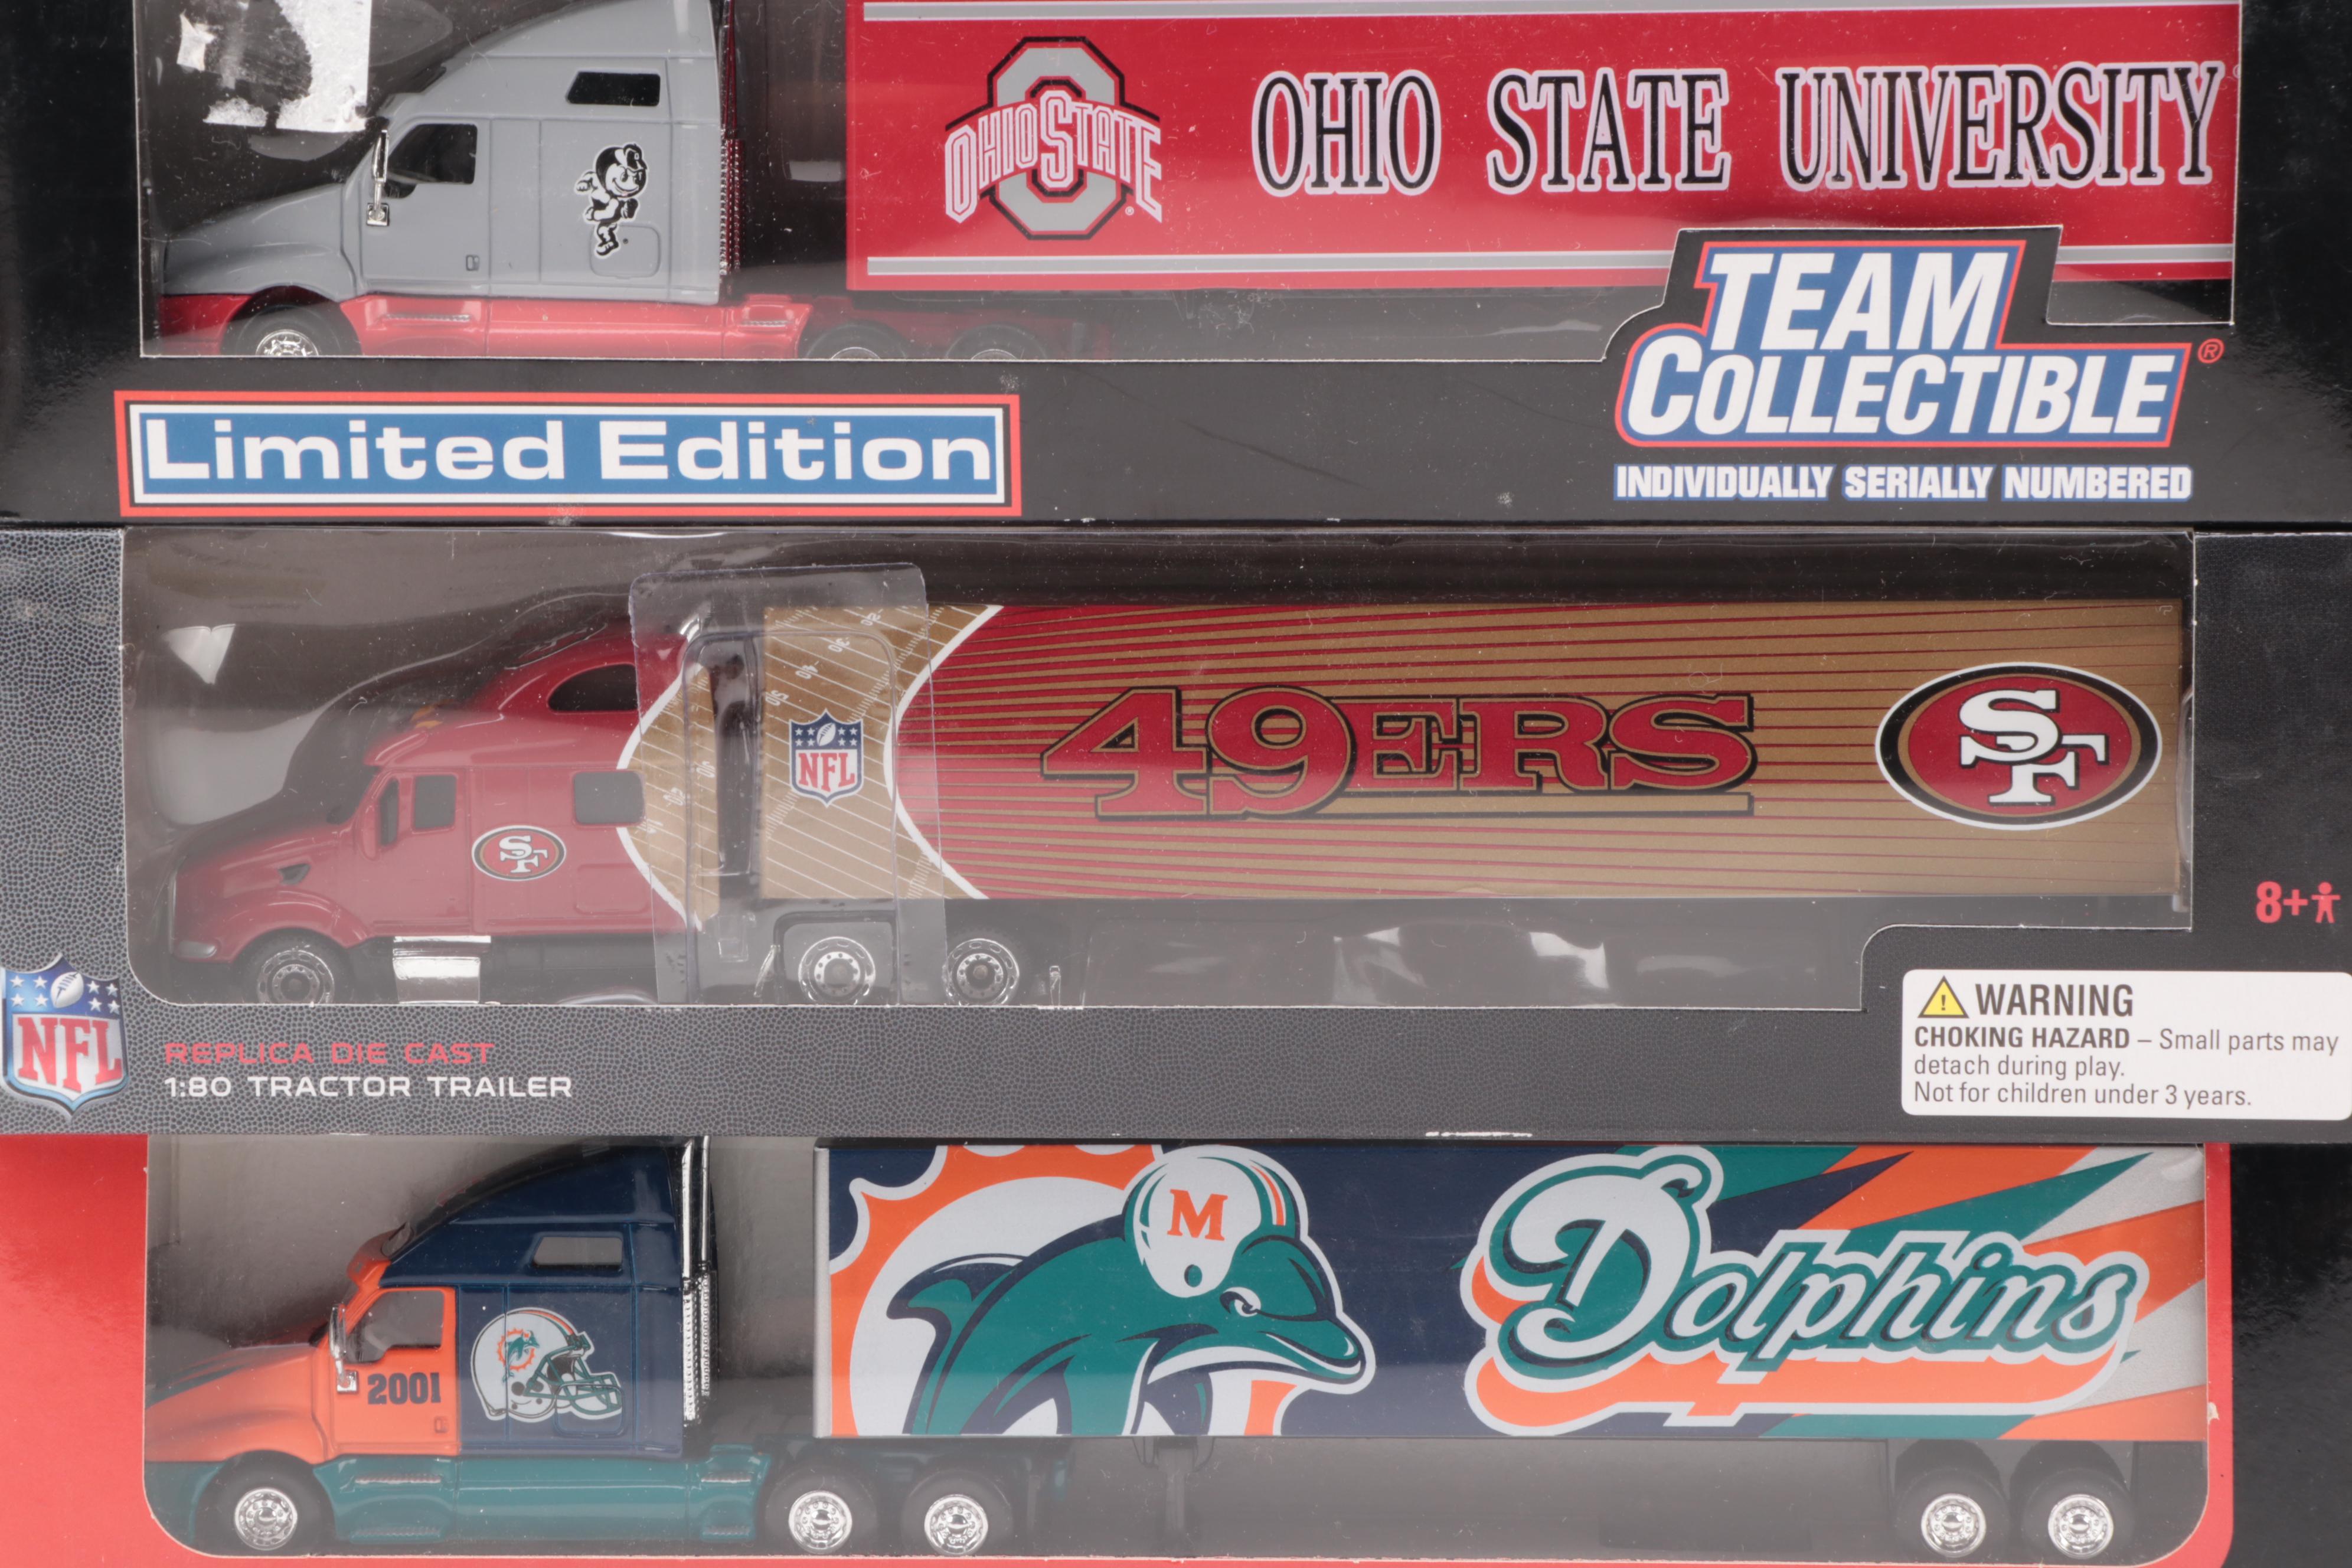 OHIO STATE
®
OHIO STATE UNIVERSITY
TEAM
COLLECTIBLE®
Limited Edition
INDIVIDUALLY SERIALLY NUMBERED
NFL
49ERS
SF
SF
8+
NFL
REPLICA DIE CAST
1:80 TRACTOR TRAILER
WARNING
CHOKING HAZARD – Small parts may
detach during play.
Not for children under 3 years.
M
Dolphins
2001